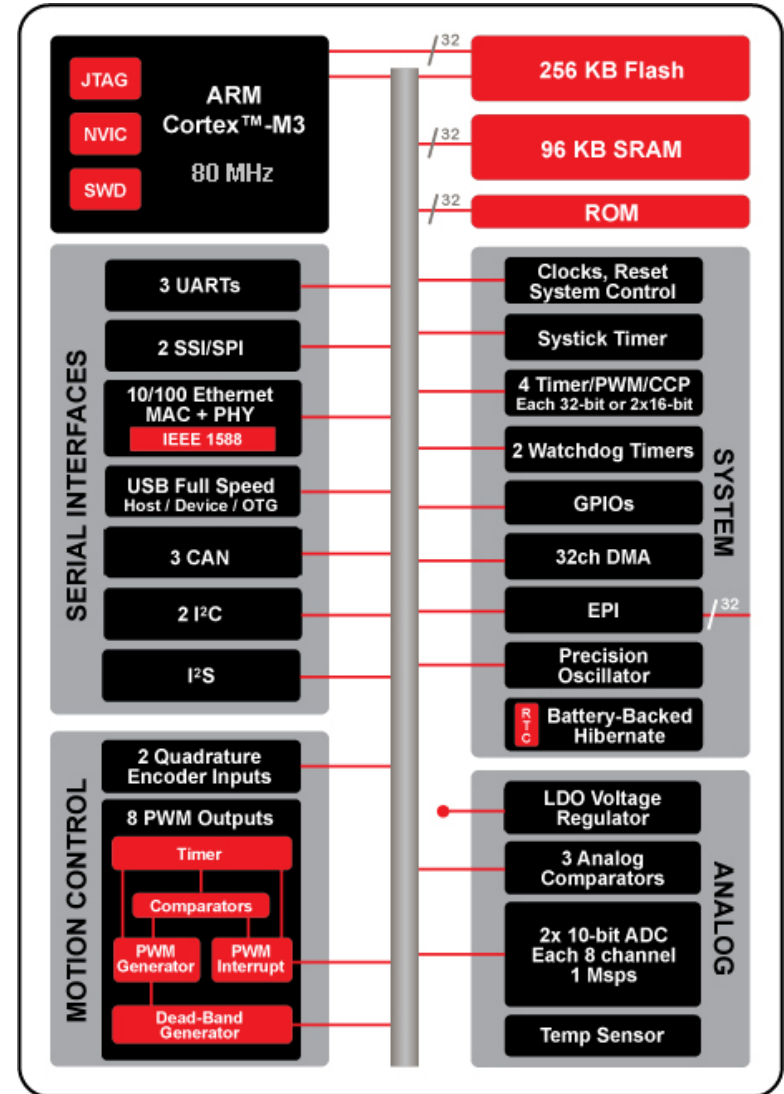 JTAG
NVIC
SWD
ARM
Cortex™-M3
80 MHz
32
256 KB Flash
32
96 KB SRAM
32
ROM
SERIAL INTERFACES
3 UARTs
2 SSI/SPI
10/100 Ethernet
MAC + PHY
IEEE 1588
USB Full Speed
Host / Device / OTG
3 CAN
2 I²C
I²S
SYSTEM
Clocks, Reset
System Control
Systick Timer
4 Timer/PWM/CCP
Each 32-bit or 2x16-bit
2 Watchdog Timers
GPIOs
32ch DMA
EPI
32
Precision
Oscillator
RTC
Battery-Backed
Hibernate
MOTION CONTROL
2 Quadrature
Encoder Inputs
8 PWM Outputs
Timer
Comparators
PWM
Generator
PWM
Interrupt
Dead-Band
Generator
ANALOG
LDO Voltage
Regulator
3 Analog
Comparators
2x 10-bit ADC
Each 8 channel
1 Msps
Temp Sensor